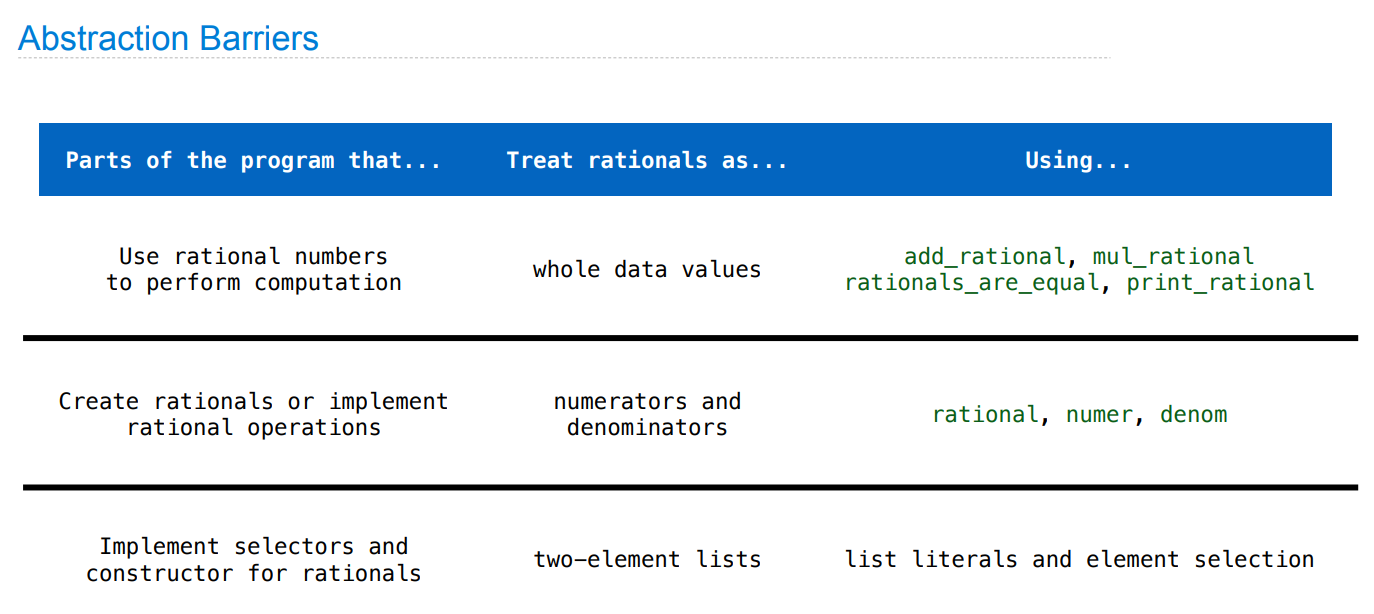 Abstraction Barriers
Parts of the program that... Treat rationals as... Using...
Use rational numbers
to perform computation
whole data values
add_rational, mul_rational
rationals_are_equal, print_rational
Create rationals or implement
rational operations
numerators and
denominators
rational, numer, denom
Implement selectors and
constructor for rationals
two-element lists
list literals and element selection